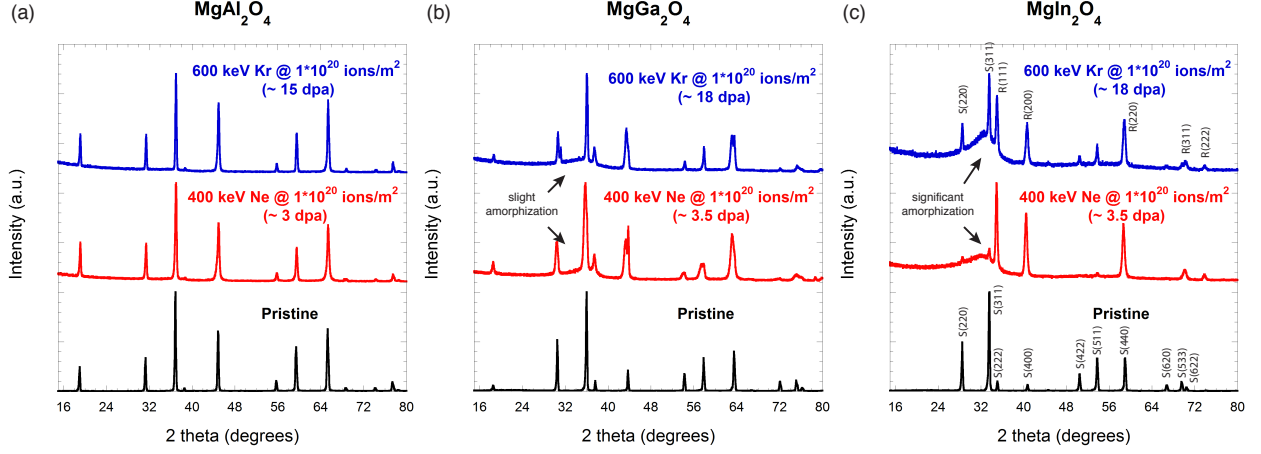 (a)
MgAl2O4
600 keV Kr @ 1*10^20 ions/m^2
(~ 15 dpa)
400 keV Ne @ 1*10^20 ions/m^2
(~ 3 dpa)
Pristine
Intensity (a.u.)
16 24 32 40 48 56 64 72 80
2 theta (degrees)
(b)
MgGa2O4
600 keV Kr @ 1*10^20 ions/m^2
(~ 18 dpa)
slight
amorphization
400 keV Ne @ 1*10^20 ions/m^2
(~ 3.5 dpa)
Pristine
Intensity (a.u.)
16 24 32 40 48 56 64 72 80
2 theta (degrees)
(c)
MgIn2O4
600 keV Kr @ 1*10^20 ions/m^2
(~ 18 dpa)
S(220)
S(311)
R(111)
R(200)
R(220)
R(311)
R(222)
significant
amorphization
400 keV Ne @ 1*10^20 ions/m^2
(~ 3.5 dpa)
Pristine
S(220)
S(311)
S(222)
S(400)
S(422)
S(511)
S(440)
S(620)
S(533)
S(622)
Intensity (a.u.)
16 24 32 40 48 56 64 72 80
2 theta (degrees)